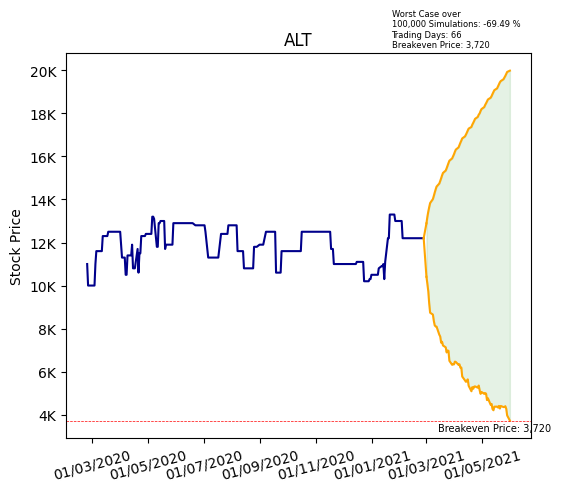 Worst Case over
100,000 Simulations: -69.49 %
Trading Days: 66
Breakeven Price: 3,720
ALT
20K
18K
16K
14K
12K
10K
8K
6K
4K
Stock Price
Breakeven Price: 3,720
01/03/2020
01/05/2020
01/07/2020
01/09/2020
01/11/2020
01/01/2021
01/03/2021
01/05/2021